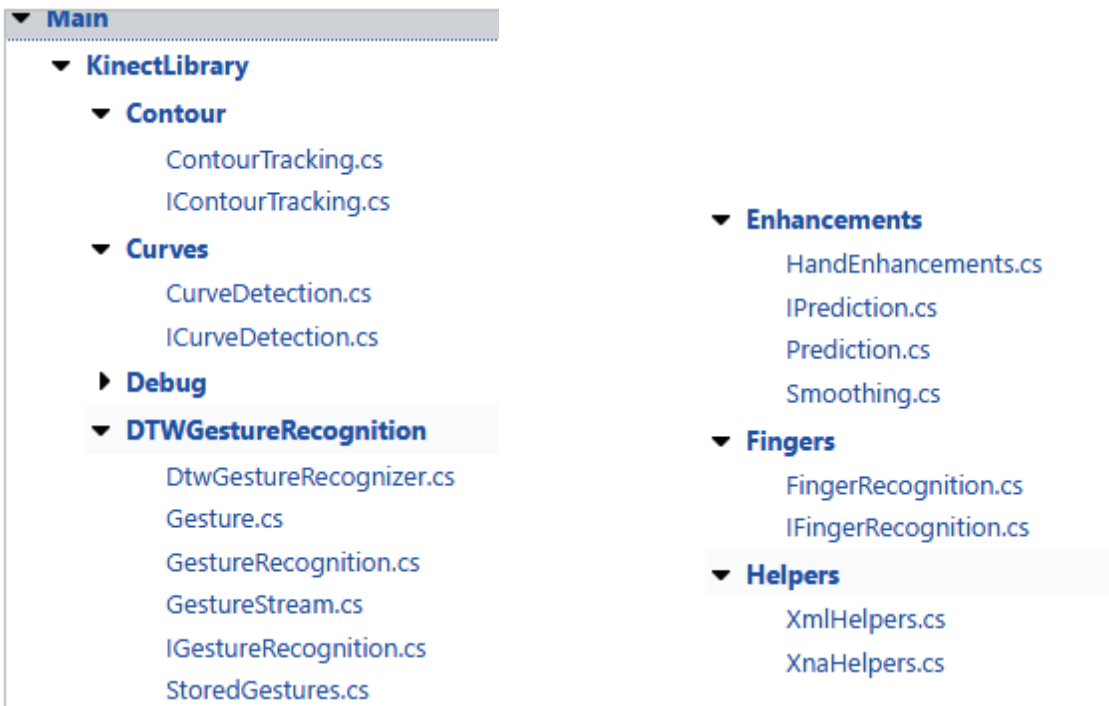 Main
KinectLibrary
Contour
ContourTracking.cs
IContourTracking.cs
Curves
CurveDetection.cs
ICurveDetection.cs
Debug
DTWGestureRecognition
DtwGestureRecognizer.cs
Gesture.cs
GestureRecognition.cs
GestureStream.cs
IGestureRecognition.cs
StoredGestures.cs
Enhancements
HandEnhancements.cs
IPrediction.cs
Prediction.cs
Smoothing.cs
Fingers
FingerRecognition.cs
IFingerRecognition.cs
Helpers
XmlHelpers.cs
XnaHelpers.cs